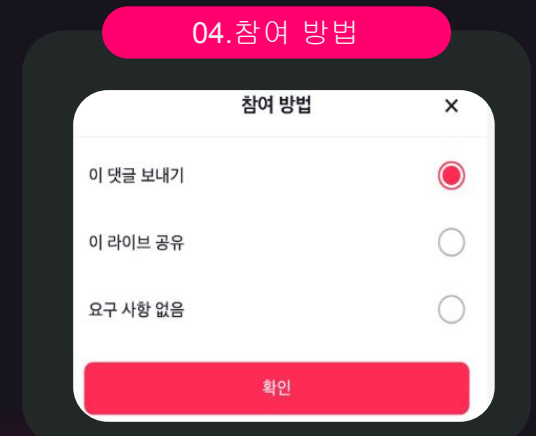 04.참여 방법
참여 방법
이 댓글 보내기
이 라이브 공유
요구 사항 없음
확인